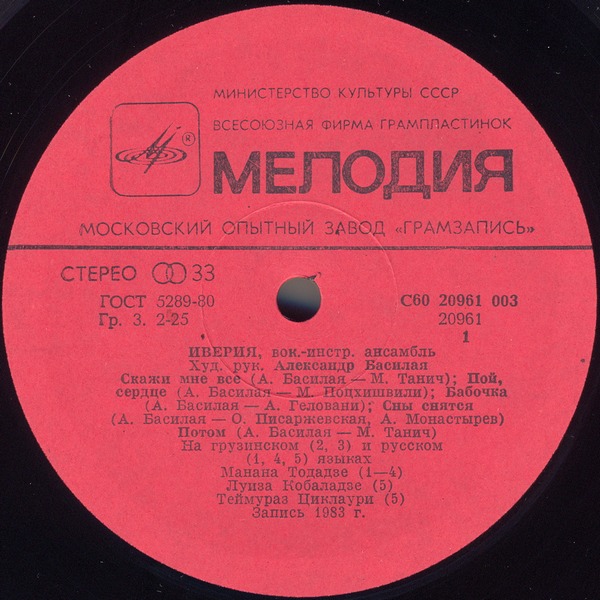 МИНИСТЕРСТВО КУЛЬТУРЫ СССР
ВСЕСОЮЗНАЯ ФИРМА ГРАМПЛАСТИНОК
®
МЕЛОДИЯ
МОСКОВСКИЙ ОПЫТНЫЙ ЗАВОД «ГРАМЗАПИСЬ»
СТЕРЕО 33
ГОСТ 5289-80 С60 20961 003
Гр. 3. 2-25 20961
1
ИВЕРИЯ, вок.-инстр. ансамбль
Худ. рук. Александр Басилая
Скажи мне все (А. Басилая — М. Танич); Пой,
сердце (А. Басилая — М. Поцхишвили); Бабочка
(А. Басилая — А. Геловани); Сны снятся
(А. Басилая — О. Писаржевская, А. Монастырев)
Потом (А. Басилая — М. Танич)
На грузинском (2, 3) и русском
(1, 4, 5) языках
Манана Тодадзе (1—4)
Луиза Кобаладзе (5)
Теймураз Циклаури (5)
Запись 1983 г.